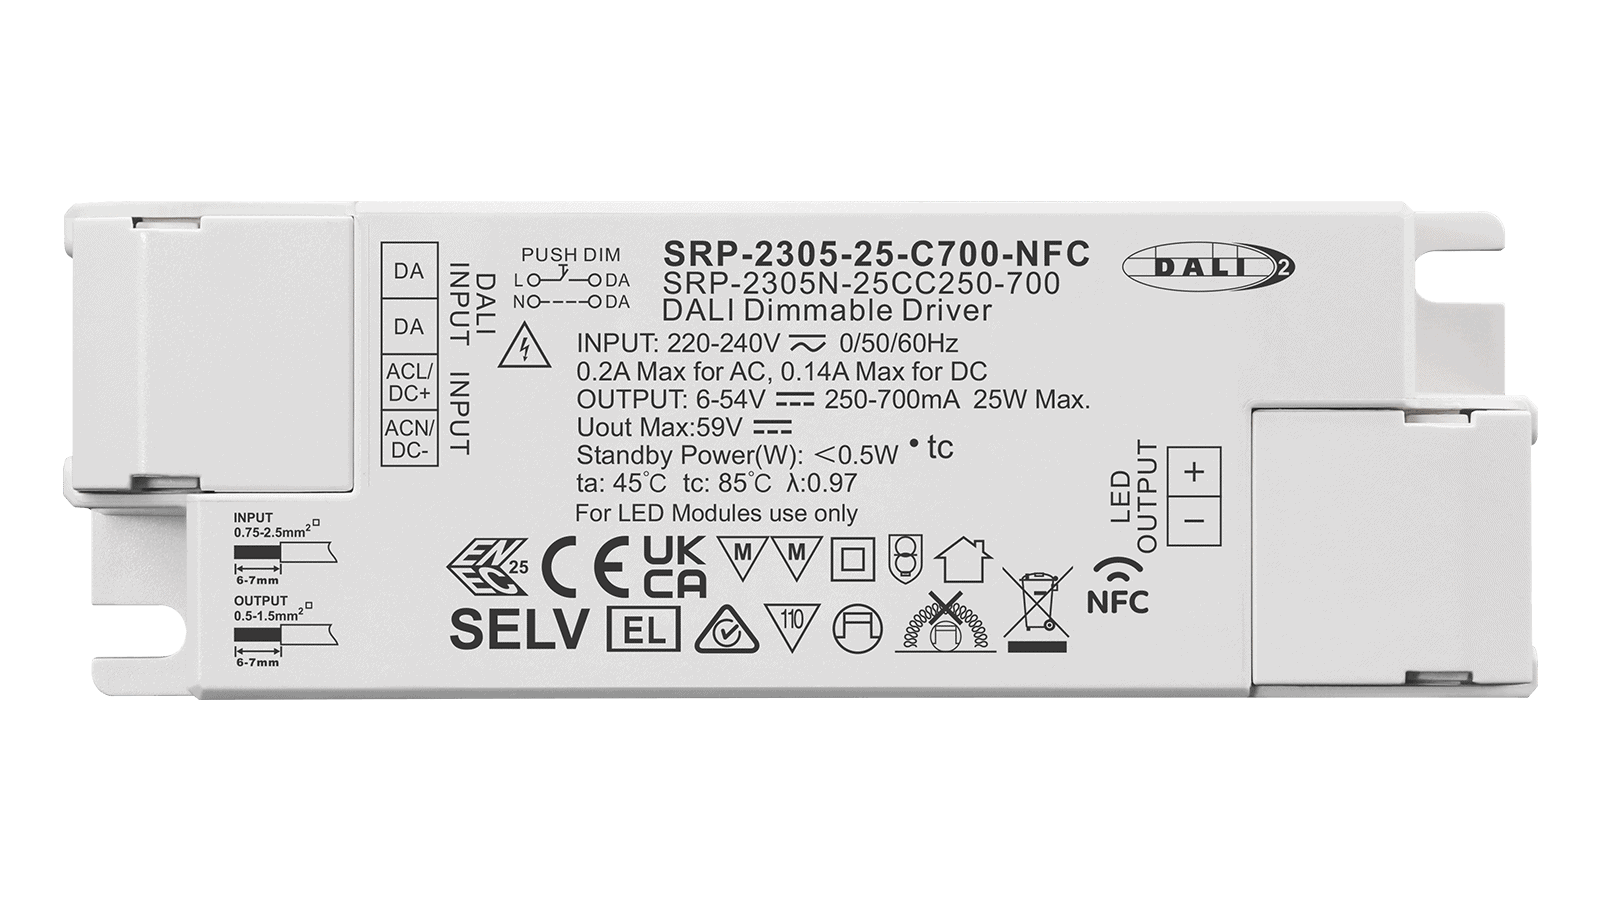 DA
DA
ACL/
DC+
ACN/
DC-
DALI
INPUT
INPUT
PUSH DIM
L DA
N DA
SRP-2305-25-C700-NFC
SRP-2305N-25CC250-700
DALI Dimmable Driver
INPUT: 220-240V 0/50/60Hz
0.2A Max for AC, 0.14A Max for DC
OUTPUT: 6-54V 250-700mA 25W Max.
Uout Max:59V
Standby Power(W): <0.5W • tc
ta: 45℃ tc: 85℃ λ:0.97
For LED Modules use only
DALI 2
LED
OUTPUT
+
−
INPUT
0.75-2.5mm²
6-7mm
OUTPUT
0.5-1.5mm²
6-7mm
ENEC 25
CE
UK
CA
M
M
SELV
EL
110
NFC